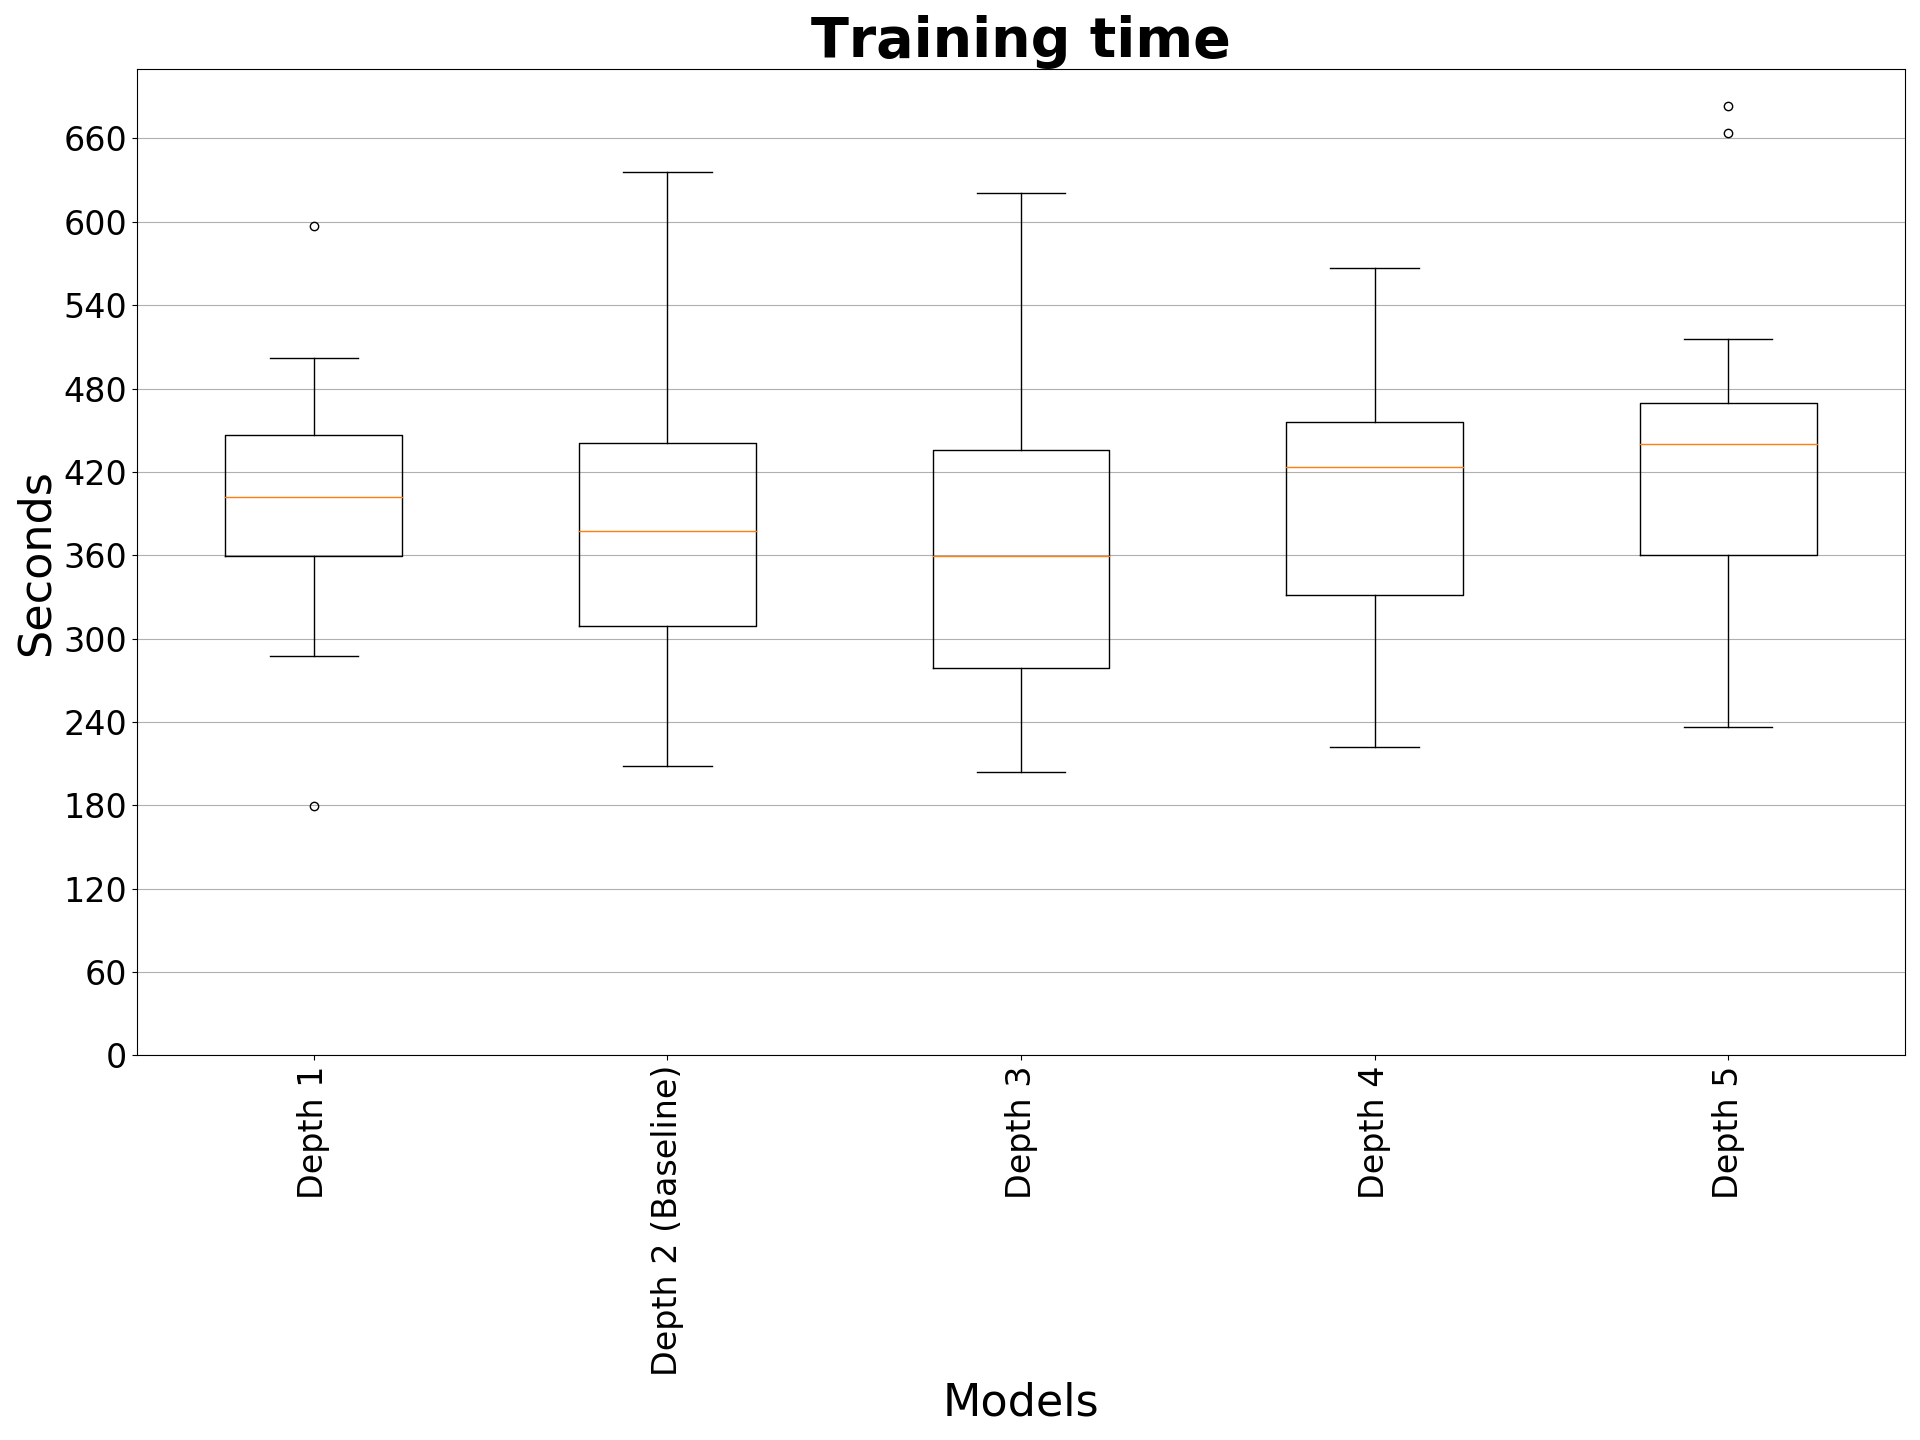 Training time
Seconds
660
600
540
480
420
360
300
240
180
120
60
0
Depth 1
Depth 2 (Baseline)
Depth 3
Depth 4
Depth 5
Models